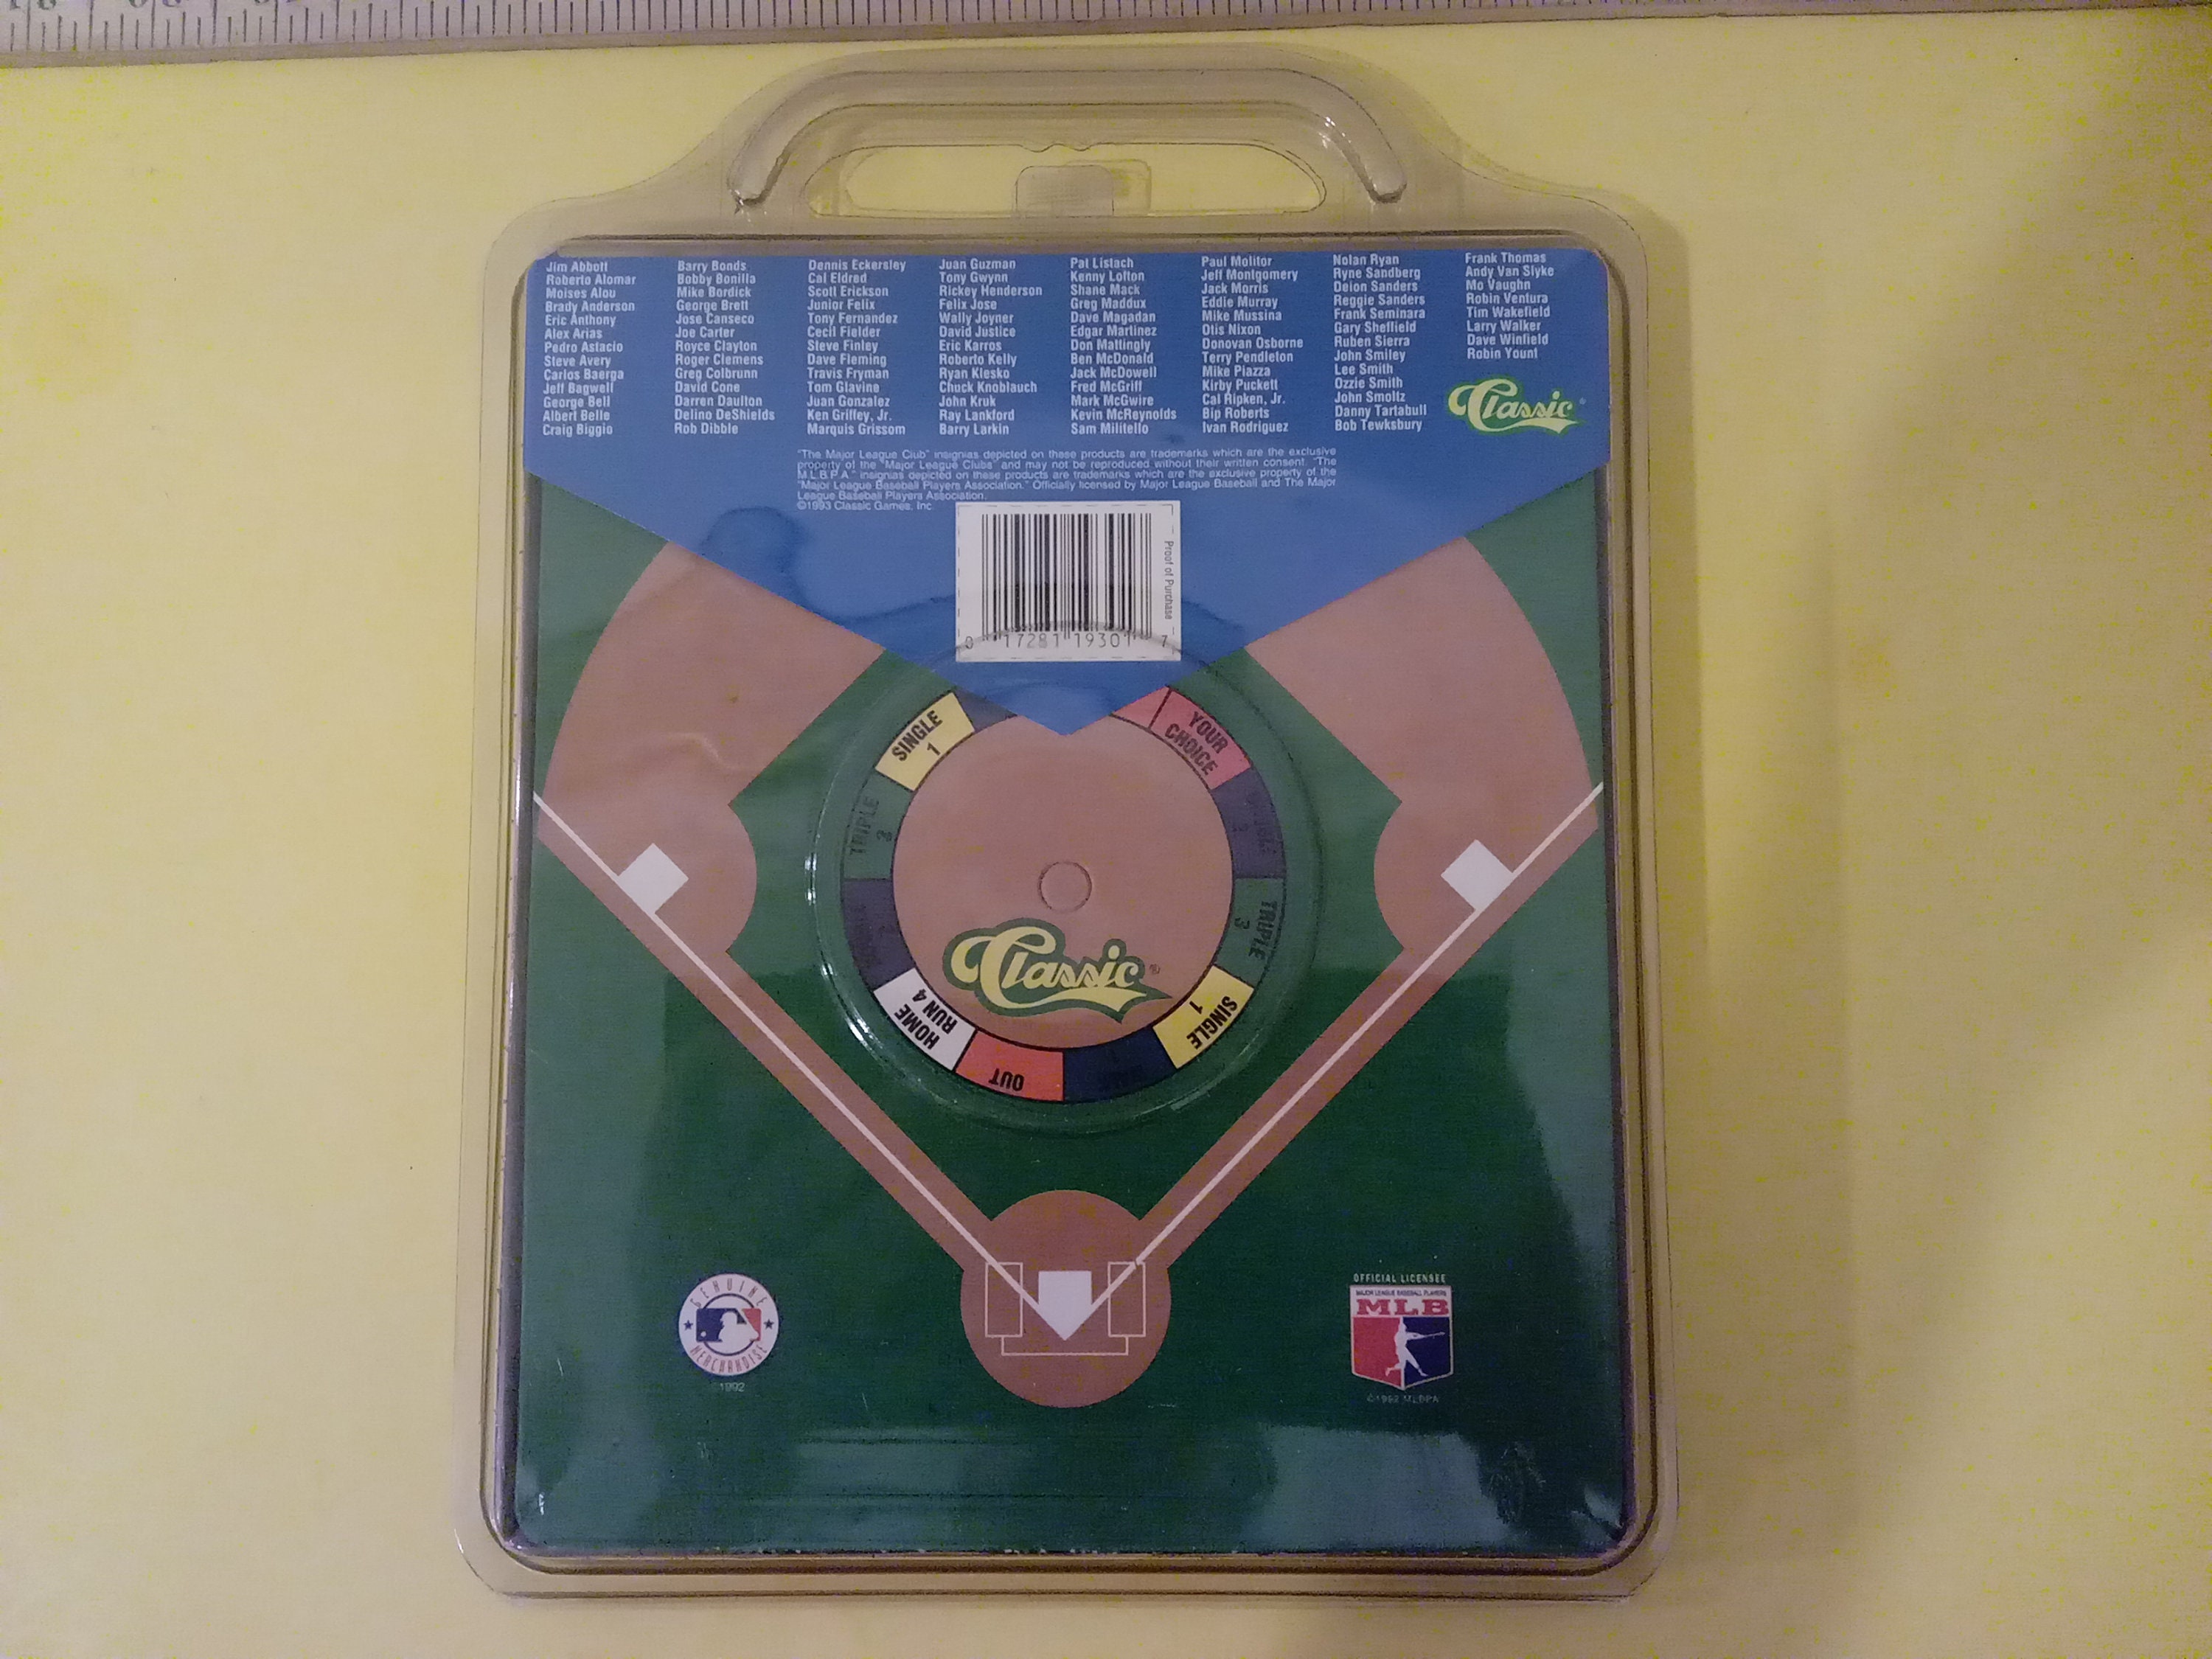 Jim Abbott
Roberto Alomar
Moises Alou
Brady Anderson
Eric Anthony
Alex Arias
Pedro Astacio
Steve Avery
Carlos Baerga
Jeff Bagwell
George Bell
Albert Belle
Craig Biggio
Barry Bonds
Bobby Bonilla
Mike Bordick
George Brett
Jose Canseco
Joe Carter
Royce Clayton
Roger Clemens
Greg Colbrunn
David Cone
Darren Daulton
Delino DeShields
Rob Dibble
Dennis Eckersley
Cal Eldred
Scott Erickson
Junior Felix
Tony Fernandez
Cecil Fielder
Steve Finley
Dave Fleming
Travis Fryman
Tom Glavine
Juan Gonzalez
Ken Griffey, Jr.
Marquis Grissom
Juan Guzman
Tony Gwynn
Rickey Henderson
Felix Jose
Wally Joyner
David Justice
Eric Karros
Roberto Kelly
Ryan Klesko
Chuck Knoblauch
John Kruk
Ray Lankford
Barry Larkin
Pat Listach
Kenny Lofton
Shane Mack
Greg Maddux
Dave Magadan
Edgar Martinez
Don Mattingly
Ben McDonald
Jack McDowell
Fred McGriff
Mark McGwire
Kevin McReynolds
Sam Militello
Paul Molitor
Jeff Montgomery
Jack Morris
Eddie Murray
Mike Mussina
Otis Nixon
Donovan Osborne
Terry Pendleton
Mike Piazza
Kirby Puckett
Cal Ripken, Jr.
Bip Roberts
Ivan Rodriguez
Nolan Ryan
Ryne Sandberg
Deion Sanders
Reggie Sanders
Frank Seminara
Gary Sheffield
Ruben Sierra
John Smiley
Lee Smith
Ozzie Smith
John Smoltz
Danny Tartabull
Bob Tewksbury
Frank Thomas
Andy Van Slyke
Mo Vaughn
Robin Ventura
Tim Wakefield
Larry Walker
Dave Winfield
Robin Yount
Classic®
"The Major League Club" insignias depicted on these products are trademarks which are the exclusive
property of the "Major League Clubs" and may not be reproduced without their written consent. "The
M.L.B.P.A." insignias depicted on these products are trademarks which are the exclusive property of the
"Major League Baseball Players Association." Officially licensed by Major League Baseball and The Major
League Baseball Players Association.
©1993 Classic Games, Inc.
Proof of Purchase
0 17281 19301 7
SINGLE
1
YOUR
CHOICE
TRIPLE
3
TRIPLE
3
SINGLE
1
OUT
HOME
RUN 4
Classic
GENUINE
MERCHANDISE
1992
OFFICIAL LICENSEE
MAJOR LEAGUE BASEBALL PLAYERS
MLB
©1993 MLBPA